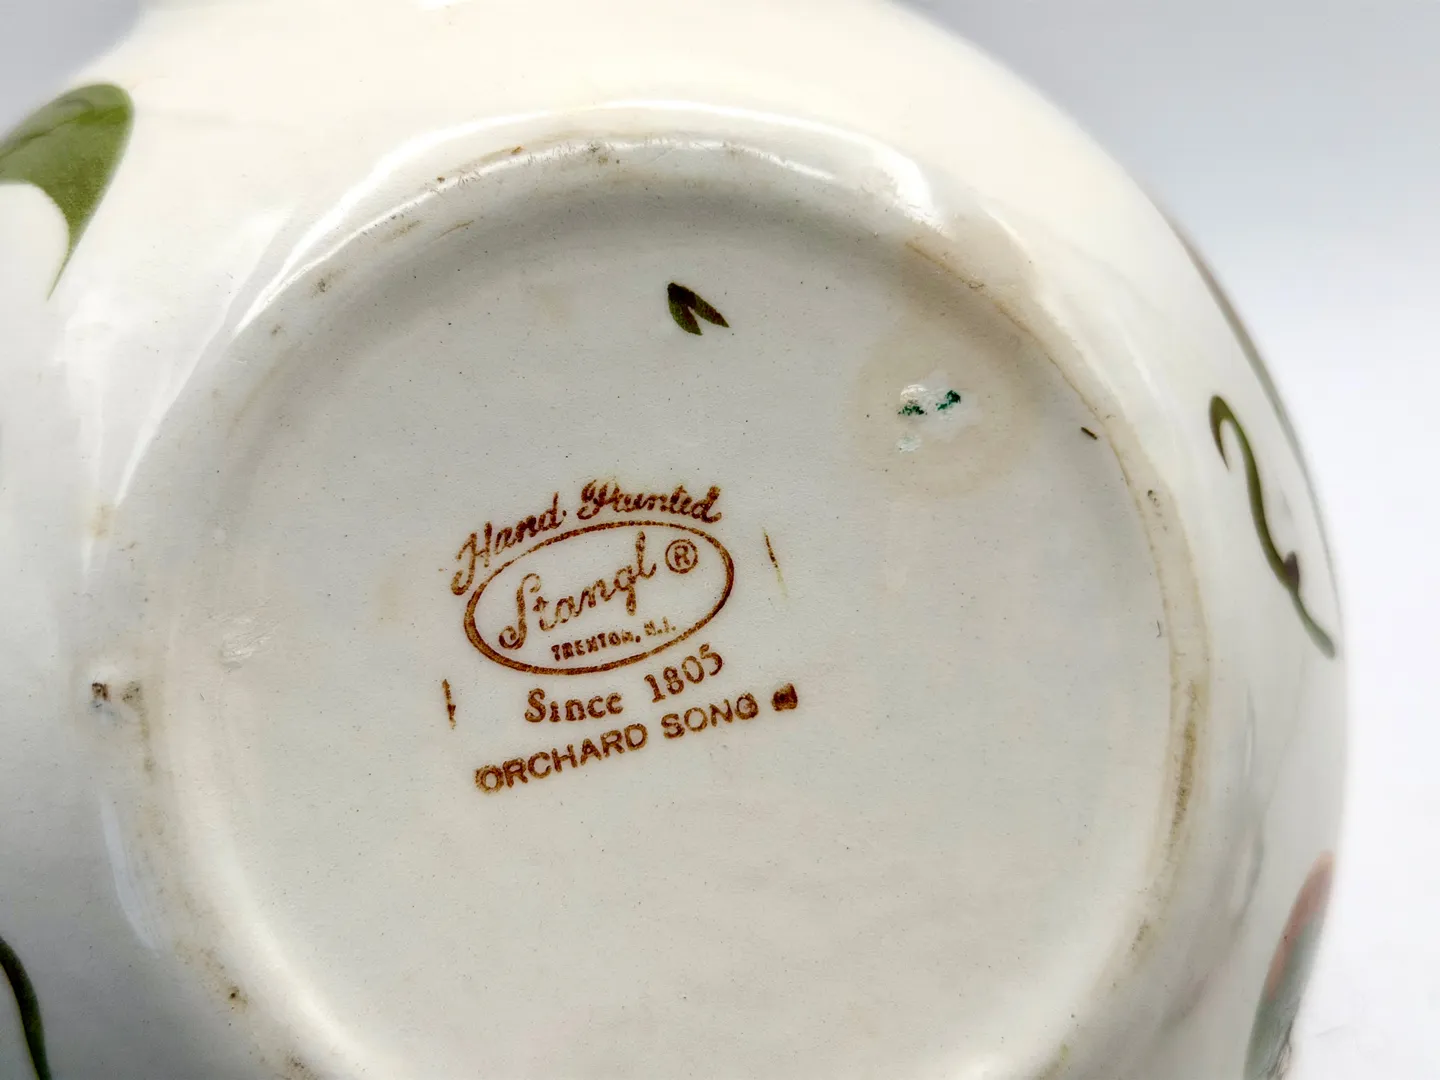 Hand Painted
Stangl ®
TRENTON, N.J.
Since 1805
ORCHARD SONG